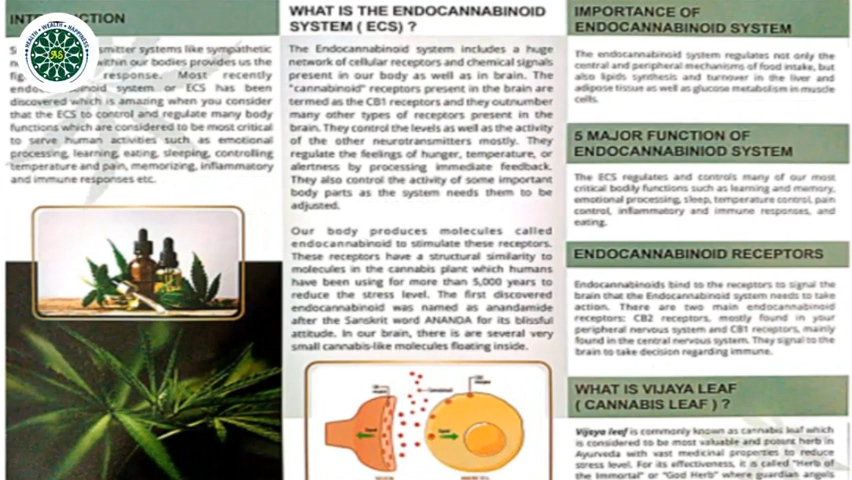 HEALTH • WEALTH • HAPPINESS
INT CTION
mitter systems like sympathetic
within our bodies provides us the
response. Most recently
inoid system or ECS has been
discovered which is amazing when you consider
that the ECS to control and regulate many body
functions which are considered to be most critical
to serve human activities such as emotional
processing, learning, eating, sleeping, controlling
temperature and pain, memorizing, inflammatory
and immune responses etc.
WHAT IS THE ENDOCANNABINOID
SYSTEM ( ECS) ?
The Endocannabinoid system includes a huge
network of cellular receptors and chemical signals
present in our body as well as in brain. The
"cannabinoid" receptors present in the brain are
termed as the CB1 receptors and they outnumber
many other types of receptors present in the
brain. They control the levels as well as the activity
of the other neurotransmitters mostly. They
regulate the feelings of hunger, temperature, or
alertness by processing immediate feedback.
They also control the activity of some important
body parts as the system needs them to be
adjusted.
Our body produces molecules called
endocannabinoid to stimulate these receptors.
These receptors have a structural similarity to
molecules in the cannabis plant which humans
have been using for more than 5,000 years to
reduce the stress level. The first discovered
endocannabinoid was named as anandamide
after the Sanskrit word ANANDA for its blissful
attitude. In our brain, there are several very
small cannabis-like molecules floating inside.
IMPORTANCE OF
ENDOCANNABINOID SYSTEM
The endocannabinoid system regulates not only the
central and peripheral mechanisms of food intake, but
also lipids synthesis and turnover in the liver and
adipose tissue as well as glucose metabolism in muscle
cells.
5 MAJOR FUNCTION OF
ENDOCANNABINIOD SYSTEM
The ECS regulates and controls many of our most
critical bodily functions such as learning and memory,
emotional processing, sleep, temperature control, pain
control, inflammatory and immune responses, and
eating.
ENDOCANNABINOID RECEPTORS
Endocannabinoids bind to the receptors to signal the
brain that the Endocannabinoid system needs to take
action. There are two main endocannabinoid
receptors: CB2 receptors, mostly found in your
peripheral nervous system and CB1 receptors, mainly
found in the central nervous system. They signal to the
brain to take decision regarding immune.
WHAT IS VIJAYA LEAF
( CANNABIS LEAF ) ?
Vijaya leaf is commonly known as cannabis leaf which
is considered to be most valuable and potent herb in
Ayurveda with vast medicinal properties to reduce
stress level. For its effectiveness, it is called "Herb of
the Immortal" or "God Herb" where guardian angels